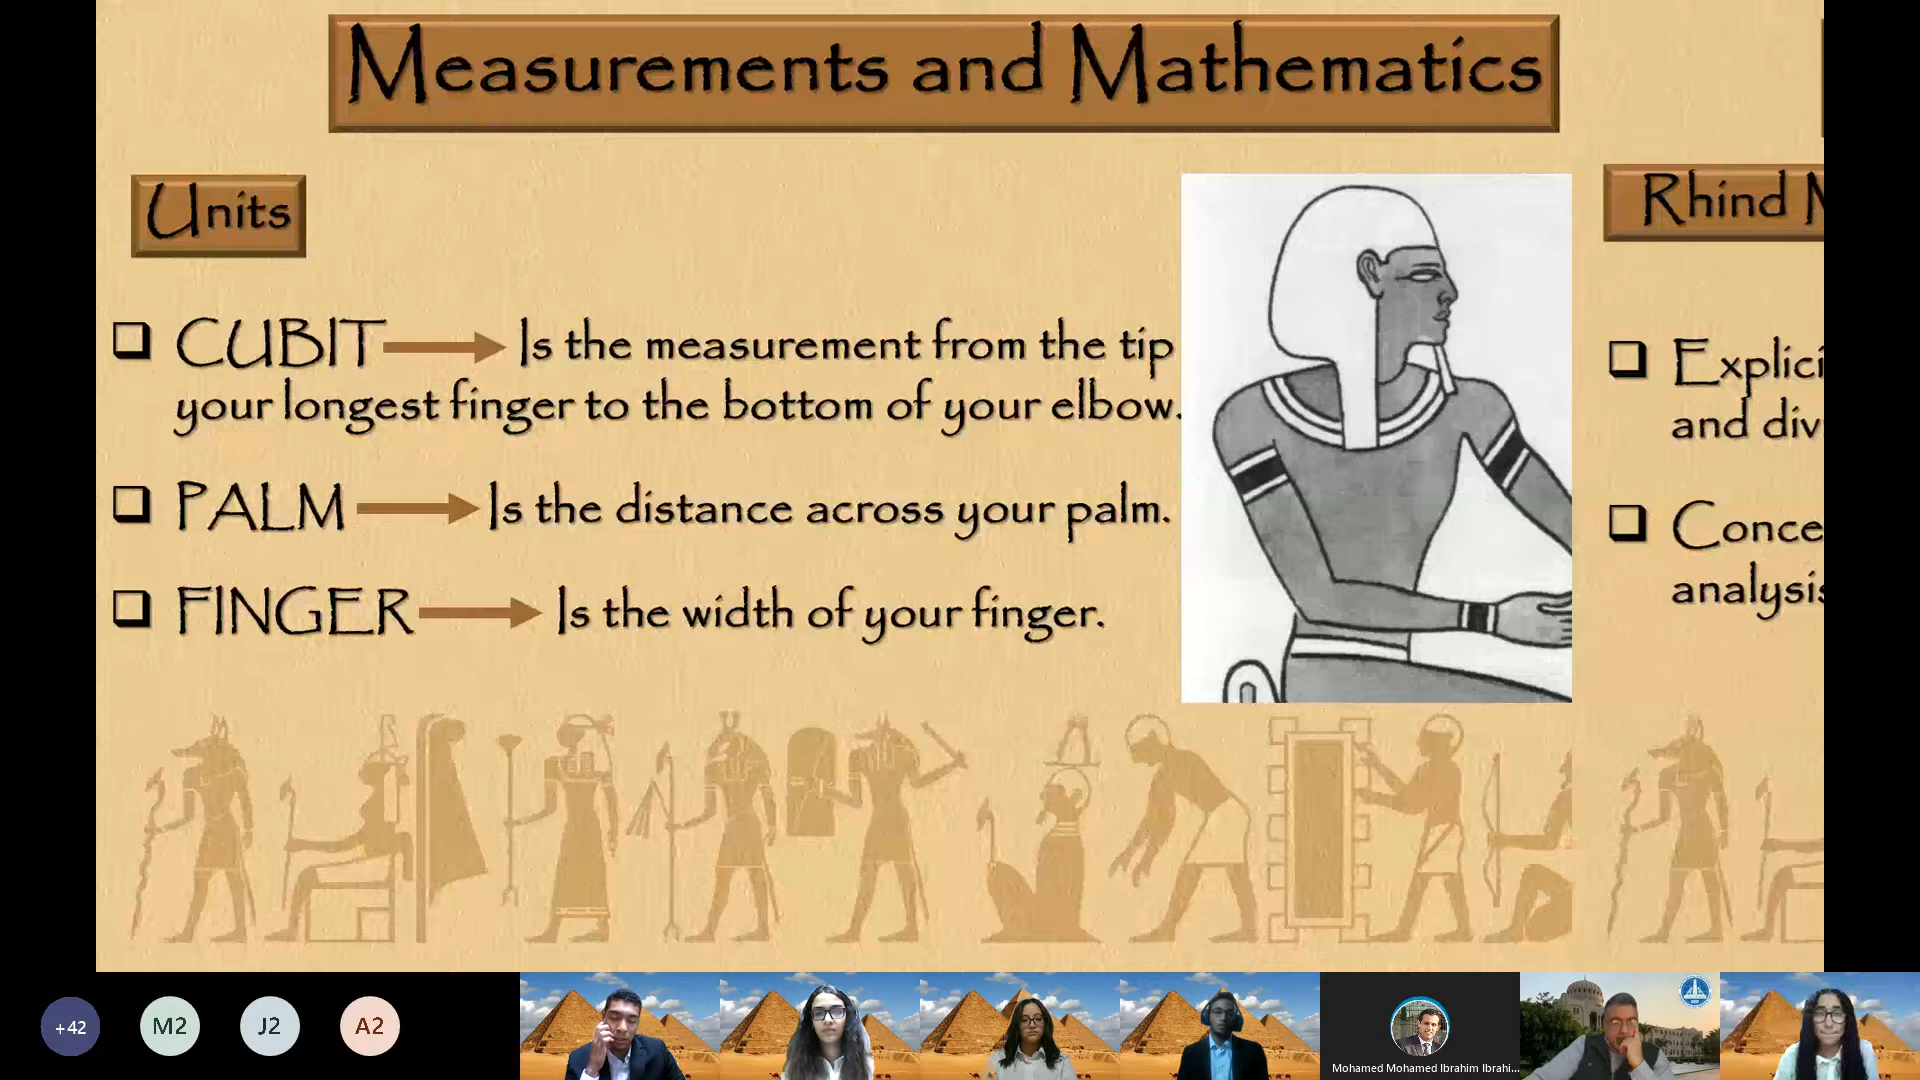 Measurements and Mathematics
Units
CUBIT Is the measurement from the tip
your longest finger to the bottom of your elbow.
PALM Is the distance across your palm.
FINGER Is the width of your finger.
Rhind M
Explici
and div
Conce
analysis
+42
M2
J2
A2
Mohamed Mohamed Ibrahim Ibrahi...